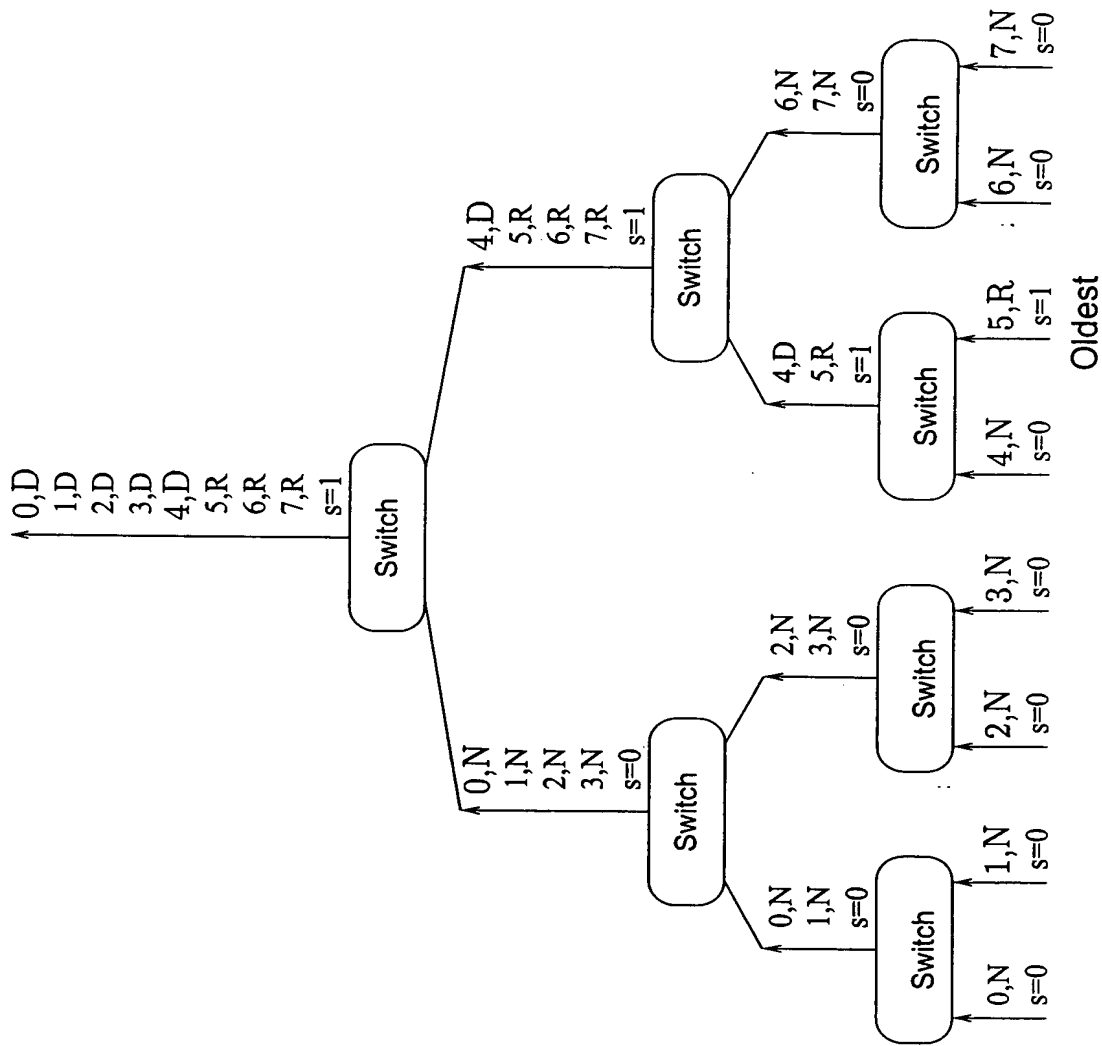 0,D
1,D
2,D
3,D
4,D
5,R
6,R
7,R
s=1
Switch
0,N
1,N
2,N
3,N
s=0
Switch
4,D
5,R
6,R
7,R
s=1
Switch
0,N
1,N
s=0
2,N
3,N
s=0
4,D
5,R
s=1
6,N
7,N
s=0
Switch
Switch
Switch
Switch
0,N
s=0
1,N
s=0
2,N
s=0
3,N
s=0
4,N
s=0
5,R
s=1
6,N
s=0
7,N
s=0
Oldest